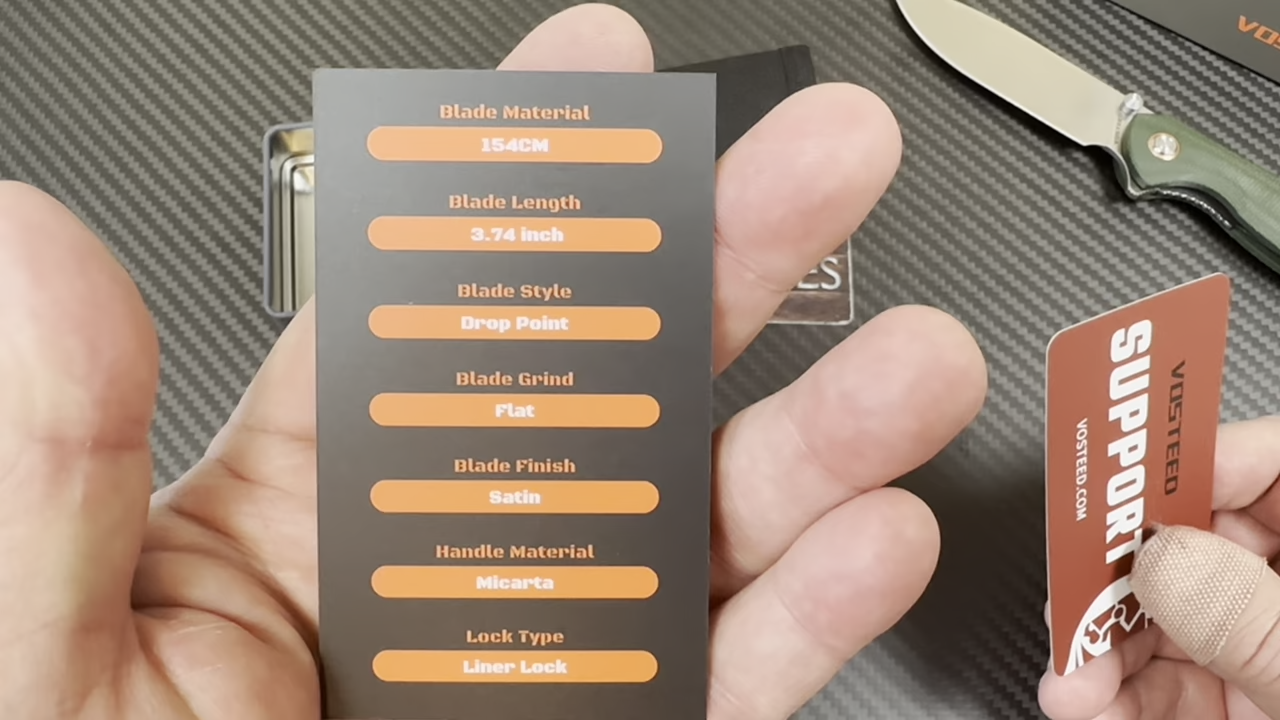 Blade Material
154CM
Blade Length
3.74 inch
Blade Style
Drop Point
Blade Grind
Flat
Blade Finish
Satin
Handle Material
Micarta
Lock Type
Liner Lock
VOSTEED
SUPPORT
VOSTEED.COM